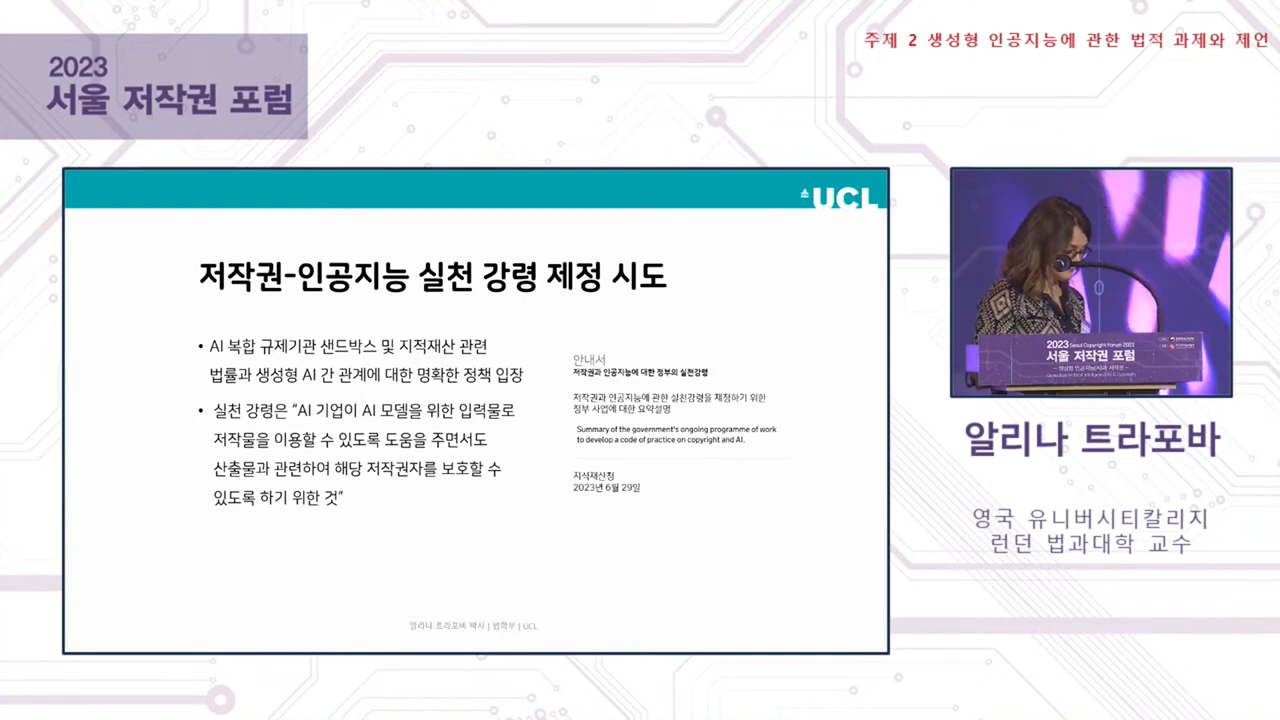 주제 2 생성형 인공지능에 관한 법적 과제와 제언
2023
서울 저작권 포럼
UCL
저작권-인공지능 실천 강령 제정 시도
• AI 복합 규제기관 샌드박스 및 지적재산 관련
법률과 생성형 AI 간 관계에 대한 명확한 정책 입장
• 실천 강령은 “AI 기업이 AI 모델을 위한 입력물로
저작물을 이용할 수 있도록 도움을 주면서도
산출물과 관련하여 해당 저작권자를 보호할 수
있도록 하기 위한 것”
안내서
저작권과 인공지능에 대한 정부의 실천강령
저작권과 인공지능에 관한 실천강령을 제정하기 위한
정부 사업에 대한 요약설명
Summary of the government's ongoing programme of work
to develop a code of practice on copyright and AI.
지식재산청
2023년 6월 29일
알리나 트라포바 박사 | 법학부 | UCL
2023 Seoul Copyright Forum 2023
서울 저작권 포럼
알리나 트라포바
영국 유니버시티칼리지
런던 법과대학 교수